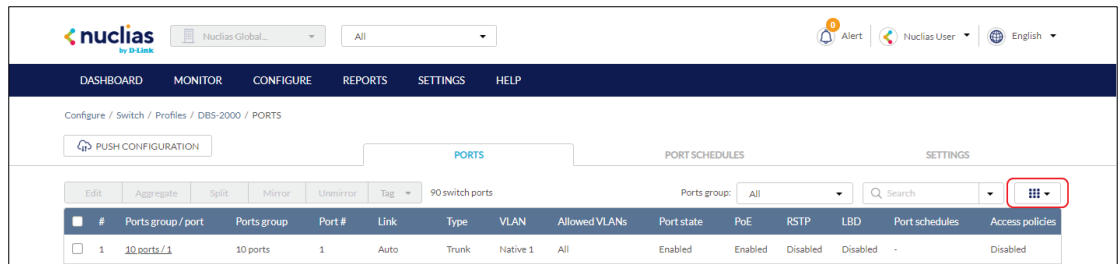 nuclias
by D-Link
Nuclias Global...
All
0
Alert
Nuclias User
English
DASHBOARD MONITOR CONFIGURE REPORTS SETTINGS HELP
Configure / Switch / Profiles / DBS-2000 / PORTS
PUSH CONFIGURATION
PORTS PORT SCHEDULES SETTINGS
Edit Aggregate Split Mirror Unmirror Tag 90 switch ports Ports group: All Search
# Ports group / port Ports group Port # Link Type VLAN Allowed VLANs Port state PoE RSTP LBD Port schedules Access policies
1 10 ports / 1 10 ports 1 Auto Trunk Native 1 All Enabled Enabled Disabled Disabled - Disabled